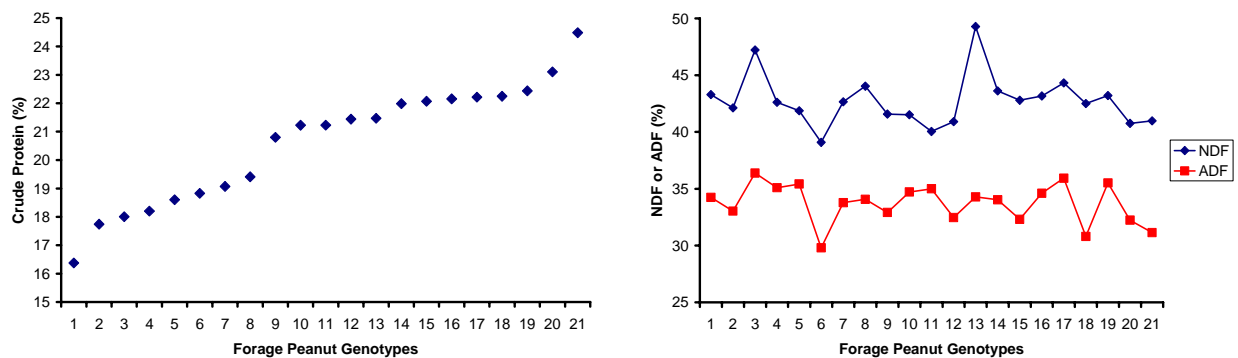 Crude Protein (%)
25
24
23
22
21
20
19
18
17
16
15
1 2 3 4 5 6 7 8 9 10 11 12 13 14 15 16 17 18 19 20 21
Forage Peanut Genotypes
NDF or ADF (%)
50
45
40
35
30
25
1 2 3 4 5 6 7 8 9 10 11 12 13 14 15 16 17 18 19 20 21
Forage Peanut Genotypes
NDF
ADF